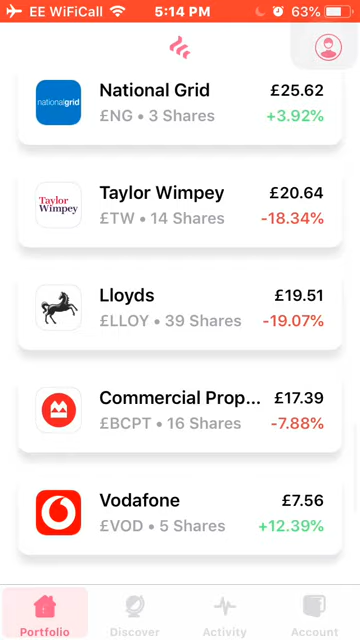 EE WiFiCall 5:14 PM 63%
nationalgrid
National Grid £25.62
£NG • 3 Shares +3.92%
Taylor
Wimpey
Taylor Wimpey £20.64
£TW • 14 Shares -18.34%
Lloyds £19.51
£LLOY • 39 Shares -19.07%
Commercial Prop... £17.39
£BCPT • 16 Shares -7.88%
Vodafone £7.56
£VOD • 5 Shares +12.39%
Portfolio Discover Activity Account